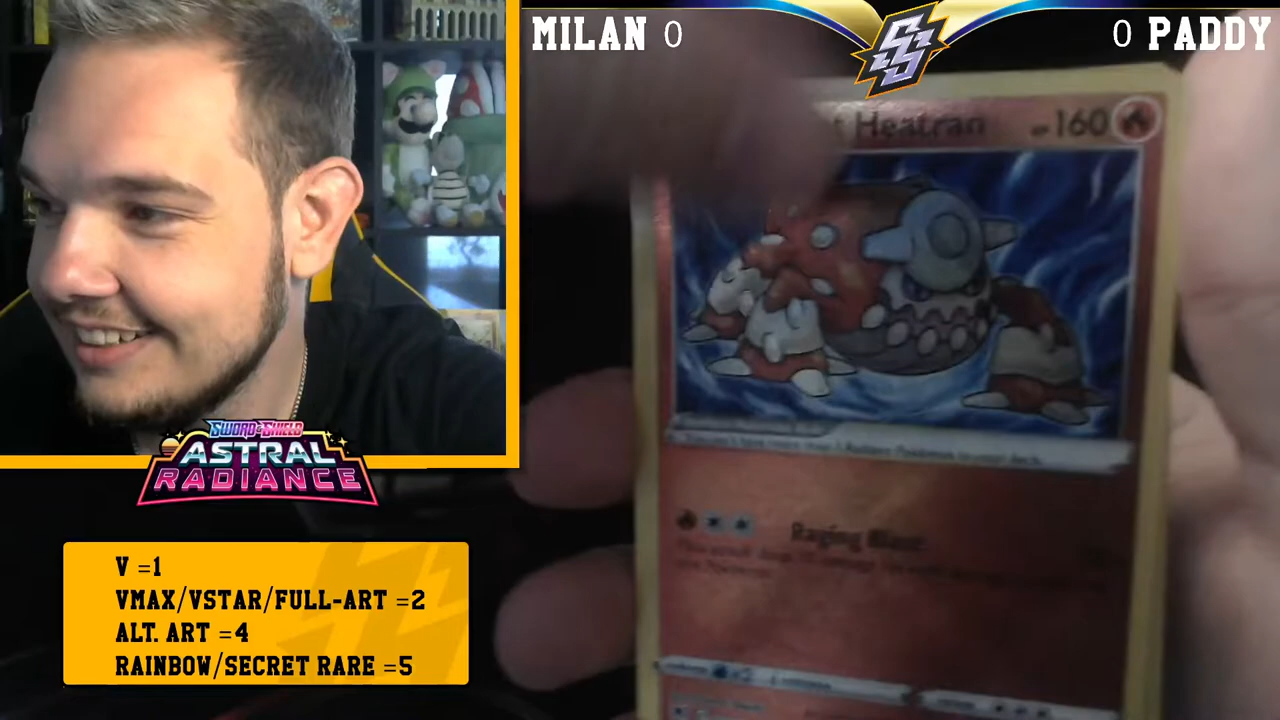 MILAN 0
0 PADDY
SS
t Heatran
160
Raging Blast
SWORD & SHIELD
ASTRAL
RADIANCE
V =1
VMAX/VSTAR/FULL-ART =2
ALT. ART =4
RAINBOW/SECRET RARE =5